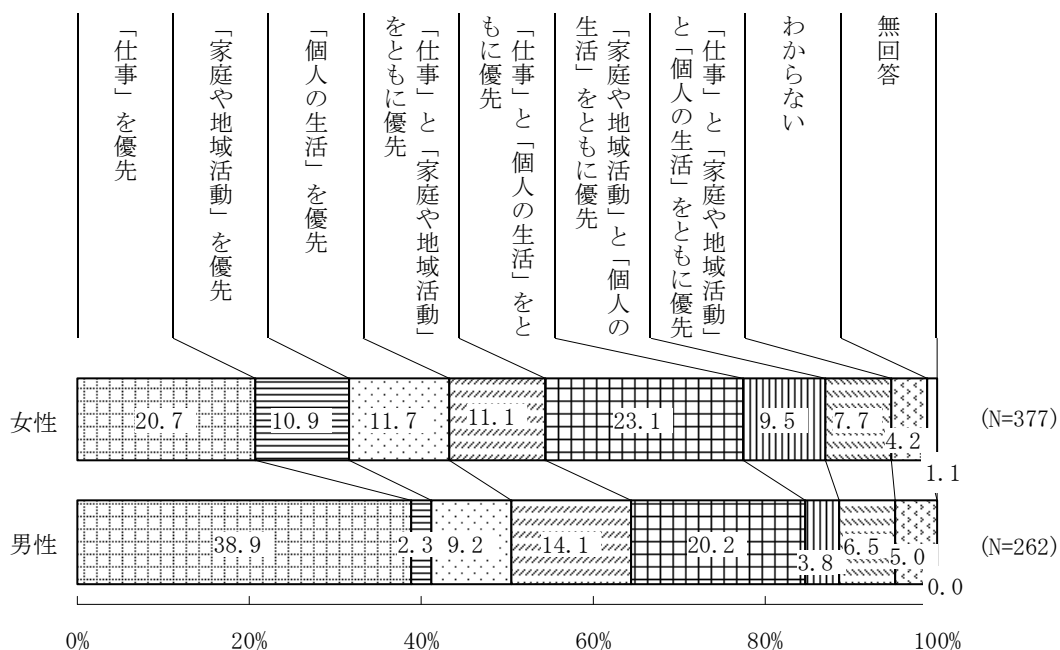 「仕事」を優先
「家庭や地域活動」を優先
「個人の生活」を優先
「仕事」と「家庭や地域活動」
をともに優先
「仕事」と「個人の生活」をと
もに優先
「家庭や地域活動」と「個人の
生活」をともに優先
「仕事」と「家庭や地域活動」
と「個人の生活」をともに優先
わからない
無回答
女性 20.7 10.9 11.7 11.1 23.1 9.5 7.7 4.2 1.1 (N=377)
男性 38.9 2.3 9.2 14.1 20.2 3.8 6.5 5.0 0.0 (N=262)
0% 20% 40% 60% 80% 100%